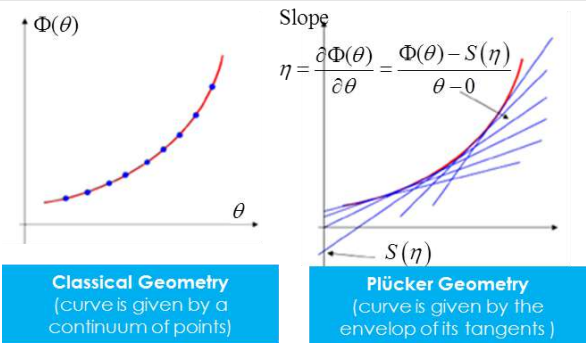 Φ(θ)
θ
Classical Geometry
(curve is given by a
continuum of points)
Slope
η = ∂Φ(θ)/∂θ = Φ(θ) − S(η)/θ − 0
S(η)
Plücker Geometry
(curve is given by the
envelop of its tangents )